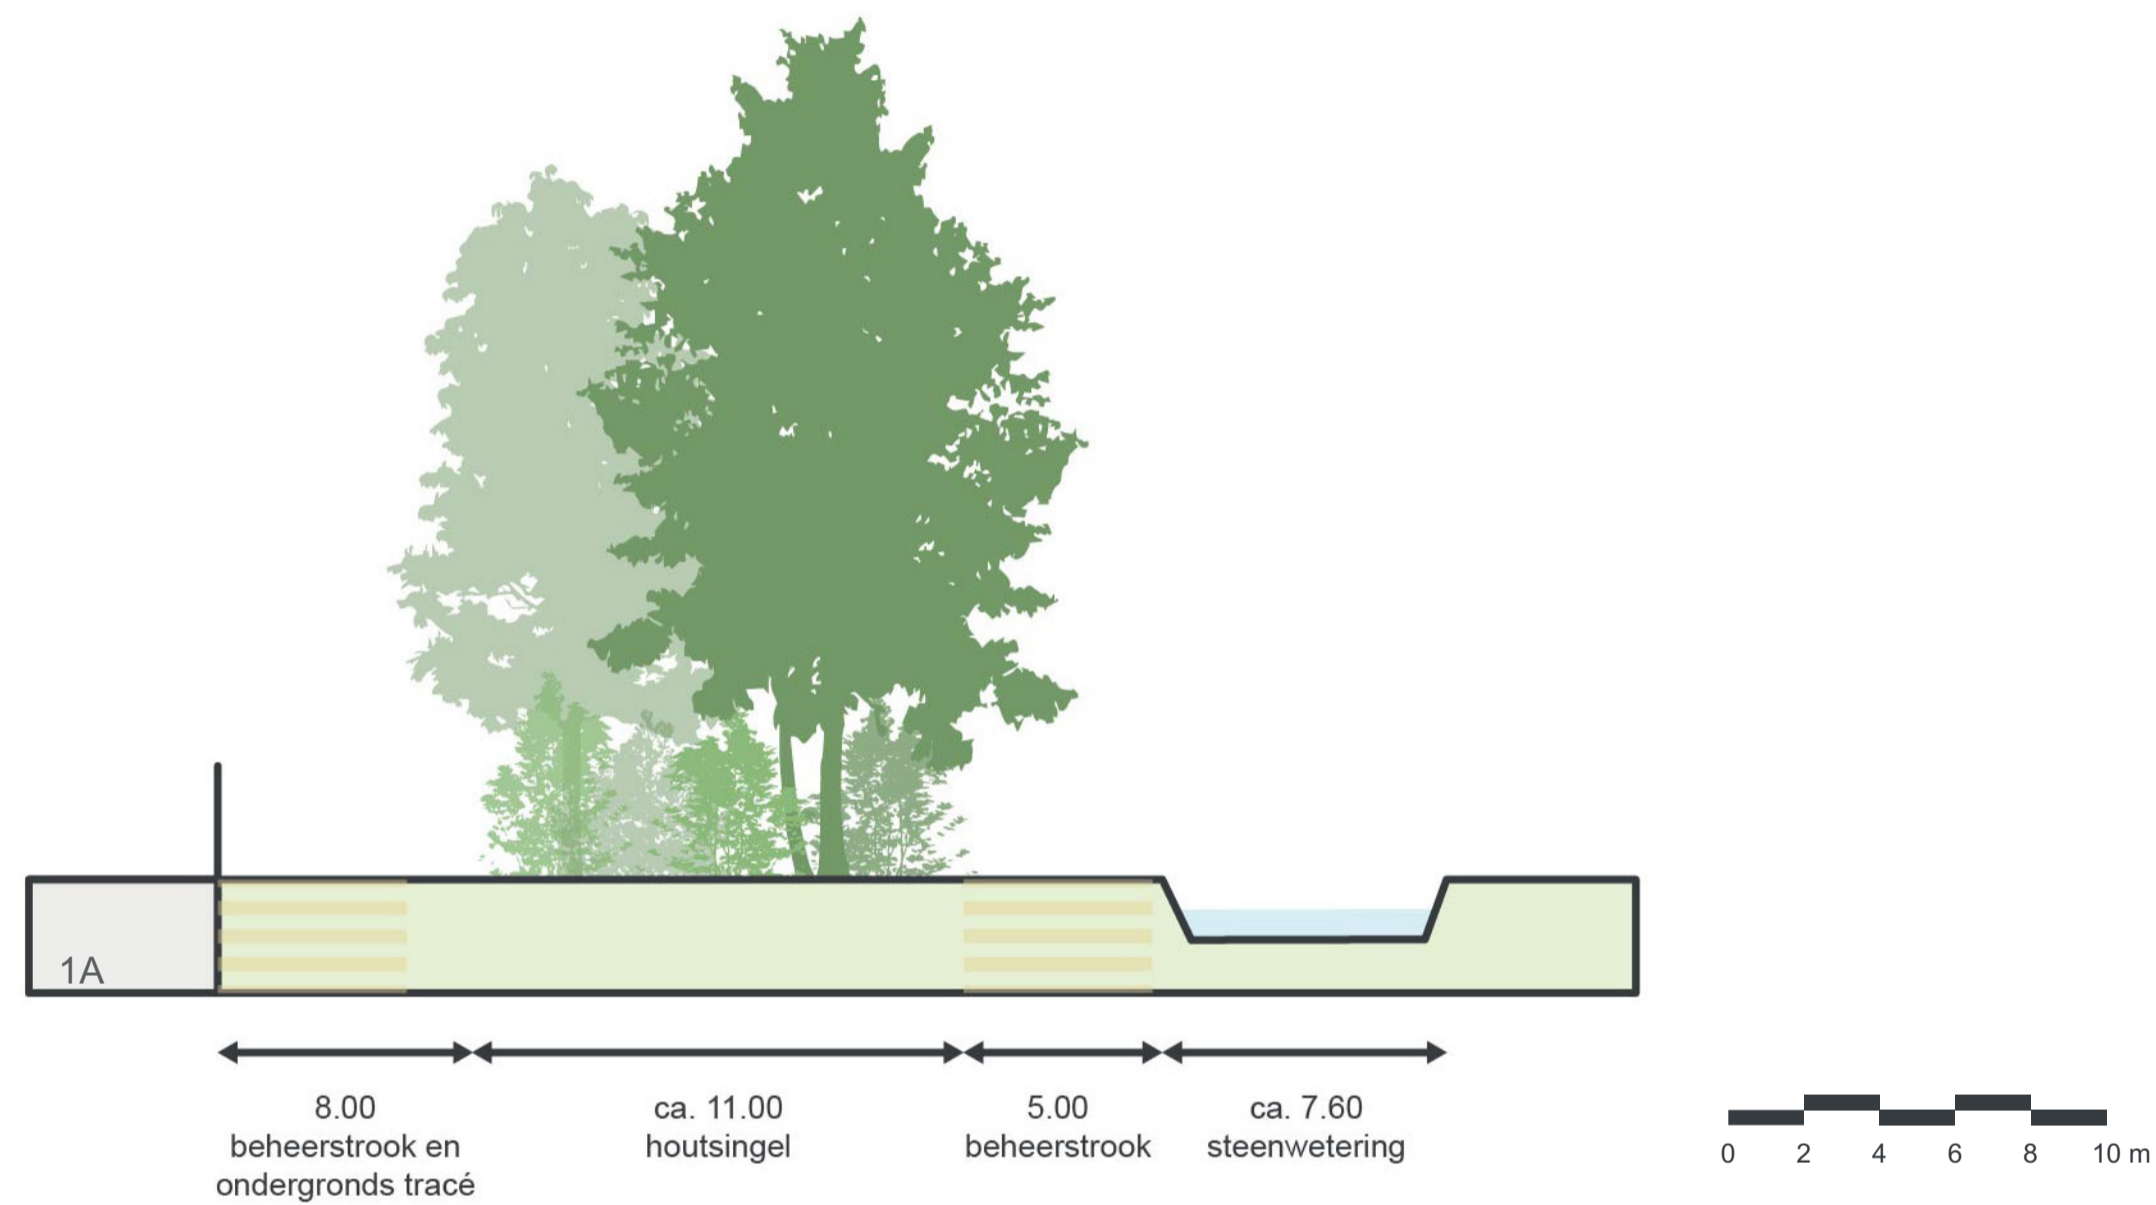 1A
8.00
beheerstrook en
ondergronds tracé
ca. 11.00
houtsingel
5.00
beheerstrook
ca. 7.60
steenwetering
0 2 4 6 8 10 m